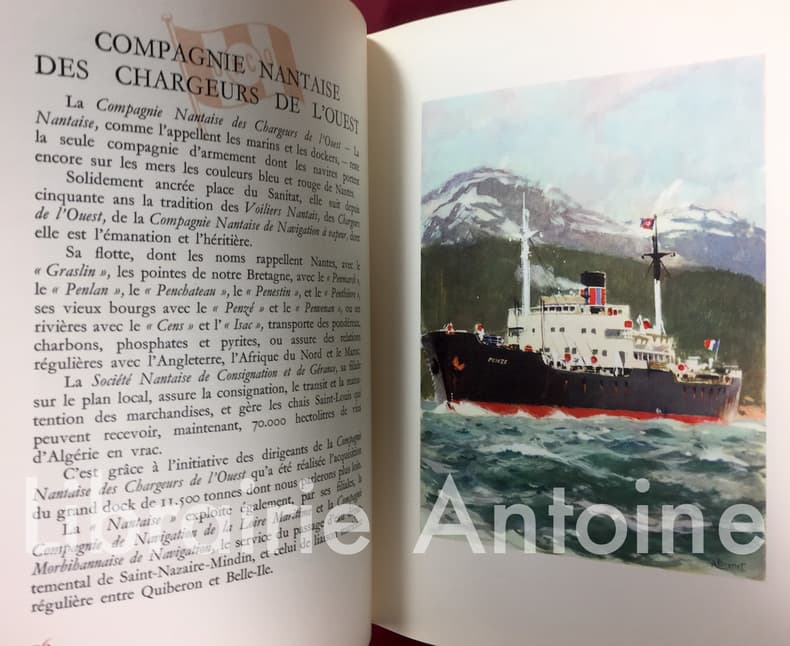 COMPAGNIE NANTAISE
DES CHARGEURS DE L'OUEST
La Compagnie Nantaise des Chargeurs de l'Ouest — La
Nantaise, comme l'appellent les marins et les dockers, — reste
la seule compagnie d'armement dont les navires portent
encore sur les mers les couleurs bleu et rouge de Nantes.
Solidement ancrée place du Sanitat, elle suit depuis
cinquante ans la tradition des Voiliers Nantais, des Chargeurs
de l'Ouest, de la Compagnie Nantaise de Navigation à vapeur, dont
elle est l'émanation et l'héritière.
Sa flotte, dont les noms rappellent Nantes, avec le
« Graslin », les pointes de notre Bretagne, avec le « Penmarch »,
le « Penlan », le « Penchateau », le « Penestin », et le « Penthièvre »,
ses vieux bourgs avec le « Penzé » et le « Pemenan », ou ses
rivières avec le « Cens » et l'« Isac », transporte des pondéreux,
charbons, phosphates et pyrites, ou assure des relations
régulières avec l'Angleterre, l'Afrique du Nord et le Maroc.
La Société Nantaise de Consignation et de Gérance, sa filiale
sur le plan local, assure la consignation, le transit et la manu-
tention des marchandises, et gère les chais Saint-Louis qui
peuvent recevoir, maintenant, 70.000 hectolitres de vins
d'Algérie en vrac.
C'est grâce à l'initiative des dirigeants de la Compagnie
Nantaise des Chargeurs de l'Ouest qu'a été réalisée l'acquisition
du grand dock de 11.500 tonnes dont nous parlerons plus loin.
La « Nantaise » exploite également, par ses filiales, la
Compagnie de Navigation de la Loire Maritime et la Compagnie
Morbihannaise de Navigation, le service du passage
temental de Saint-Nazaire-Mindin, et celui de liaison
régulière entre Quiberon et Belle-Ile.
PENZE
Librairie Antoine